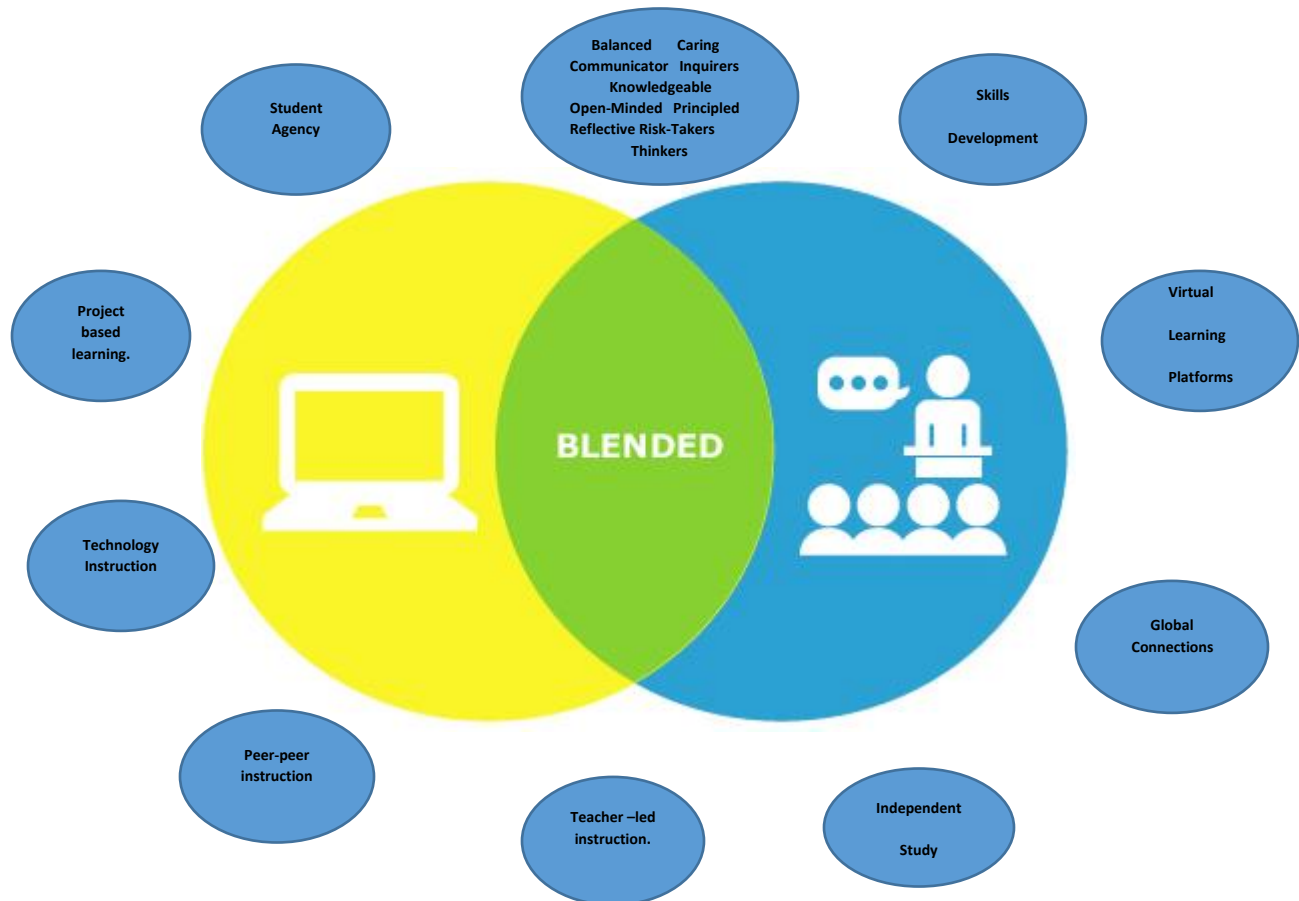 Balanced Caring
Communicator Inquirers
Knowledgeable
Open-Minded Principled
Reflective Risk-Takers
Thinkers
Student
Agency
Skills
Development
Project
based
learning.
Virtual
Learning
Platforms
BLENDED
Technology
Instruction
Global
Connections
Peer-peer
instruction
Teacher –led
instruction.
Independent
Study